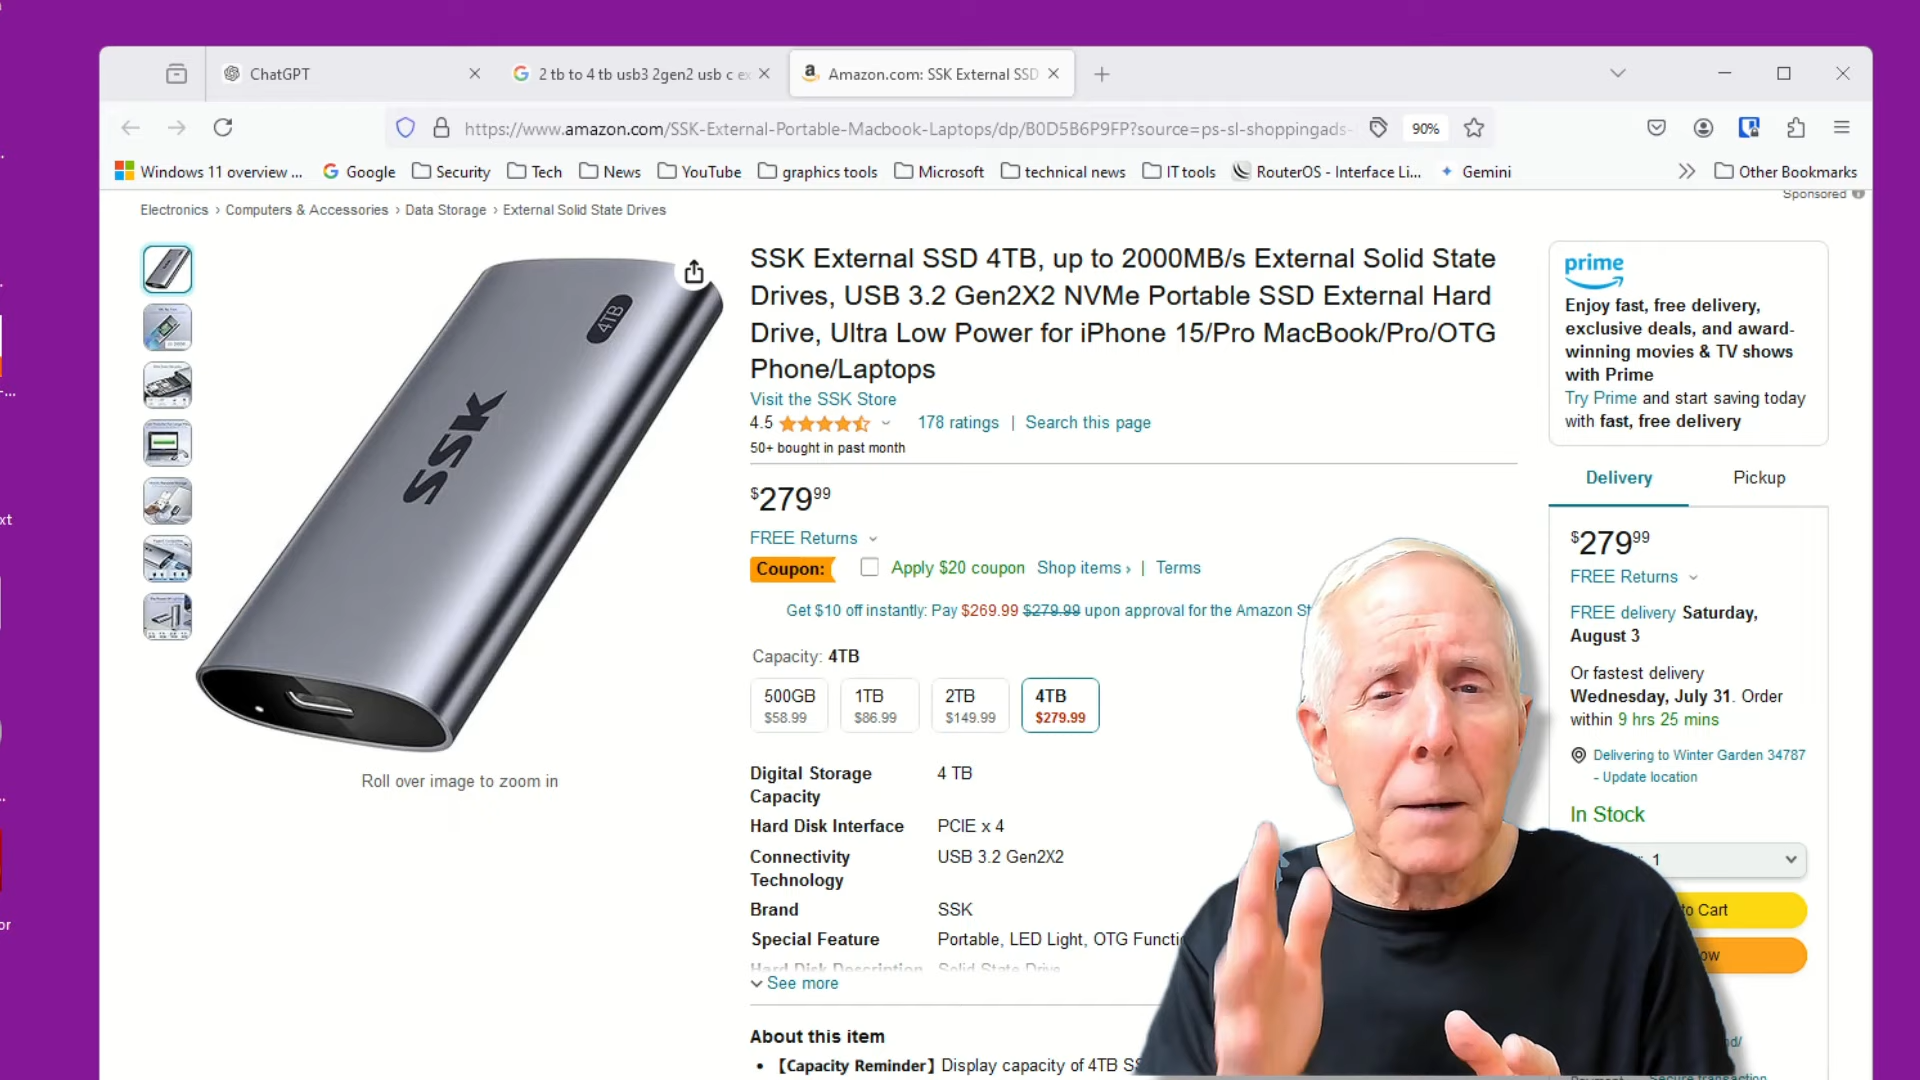 ChatGPT
2 tb to 4 tb usb3 2gen2 usb c ex
Amazon.com: SSK External SSD
https://www.amazon.com/SSK-External-Portable-Macbook-Laptops/dp/B0D5B6P9FP?source=ps-sl-shoppingads-
90%
Windows 11 overview ...
Google
Security
Tech
News
YouTube
graphics tools
Microsoft
technical news
IT tools
RouterOS - Interface Li...
Gemini
Other Bookmarks
Sponsored
Electronics › Computers & Accessories › Data Storage › External Solid State Drives
4TB
SSK
Roll over image to zoom in
SSK External SSD 4TB, up to 2000MB/s External Solid State
Drives, USB 3.2 Gen2X2 NVMe Portable SSD External Hard
Drive, Ultra Low Power for iPhone 15/Pro MacBook/Pro/OTG
Phone/Laptops
Visit the SSK Store
4.5
178 ratings | Search this page
50+ bought in past month
$27999
FREE Returns
Coupon: Apply $20 coupon Shop items › | Terms
Get $10 off instantly: Pay $269.99 $279.99 upon approval for the Amazon St
Capacity: 4TB
500GB
$58.99
1TB
$86.99
2TB
$149.99
4TB
$279.99
Digital Storage
Capacity
4 TB
Hard Disk Interface PCIE x 4
Connectivity
Technology
USB 3.2 Gen2X2
Brand SSK
Special Feature Portable, LED Light, OTG Functi
Hard Disk Description Solid State Drive
See more
About this item
• 【Capacity Reminder】Display capacity of 4TB S
prime
Enjoy fast, free delivery,
exclusive deals, and award-
winning movies & TV shows
with Prime
Try Prime and start saving today
with fast, free delivery
Delivery
Pickup
$27999
FREE Returns
FREE delivery Saturday,
August 3
Or fastest delivery
Wednesday, July 31. Order
within 9 hrs 25 mins
Delivering to Winter Garden 34787
- Update location
In Stock
1
to Cart
ow
xt
or